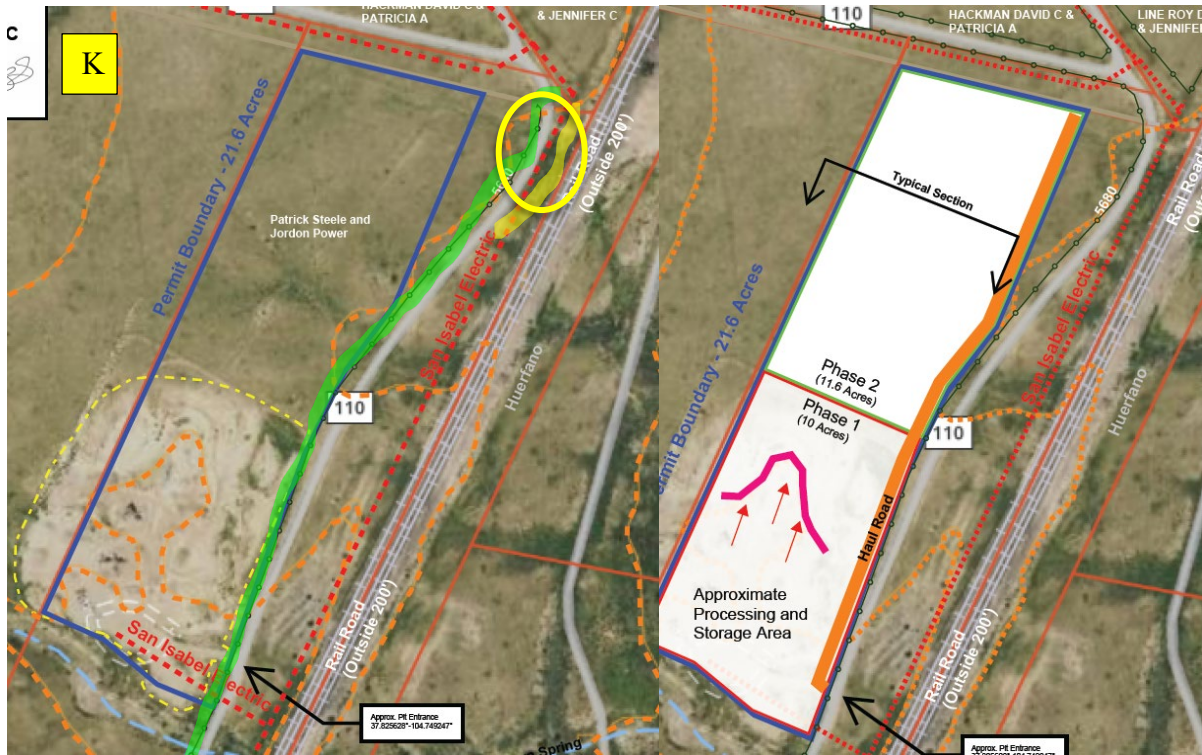 C
K
110
HACKMAN DAVID C &
PATRICIA A
& JENNIFER C
Permit Boundary - 21.6 Acres
Patrick Steele and
Jordon Power
5680
Rail Road
(Outside 200')
San Isabel Electric
Huerfano
110
San Isabel Electric
Rail Road
(Outside 200')
Approx. Pit Entrance
37.825628°-104.749247°
Spring
110
HACKMAN DAVID C &
PATRICIA A
LINE ROY D
& JENNIFER
Typical Section
5680
Rail Road
(Outside 200')
San Isabel Electric
Phase 2
(11.6 Acres)
Phase 1
(10 Acres)
110
Huerfano
ermit Boundary - 21.6 Acres
Haul Road
Approximate
Processing and
Storage Area
Rail Road
(Outside 200')
Approx. Pit Entrance